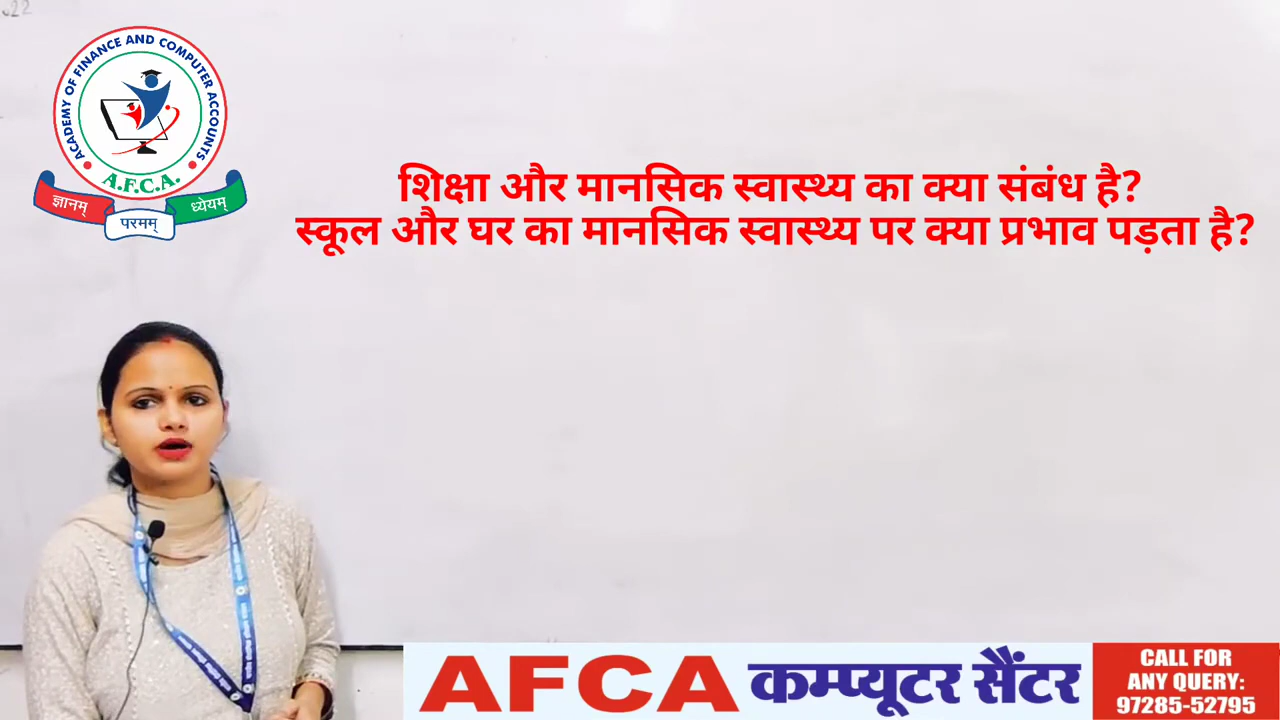 ACADEMY OF FINANCE AND COMPUTER ACCOUNTS
A.F.C.A.
ज्ञानम्
परमम्
ध्येयम्
शिक्षा और मानसिक स्वास्थ्य का क्या संबंध है?
स्कूल और घर का मानसिक स्वास्थ्य पर क्या प्रभाव पड़ता है?
AFCA कम्प्यूटर सैंटर
CALL FOR
ANY QUERY:
97285-52795